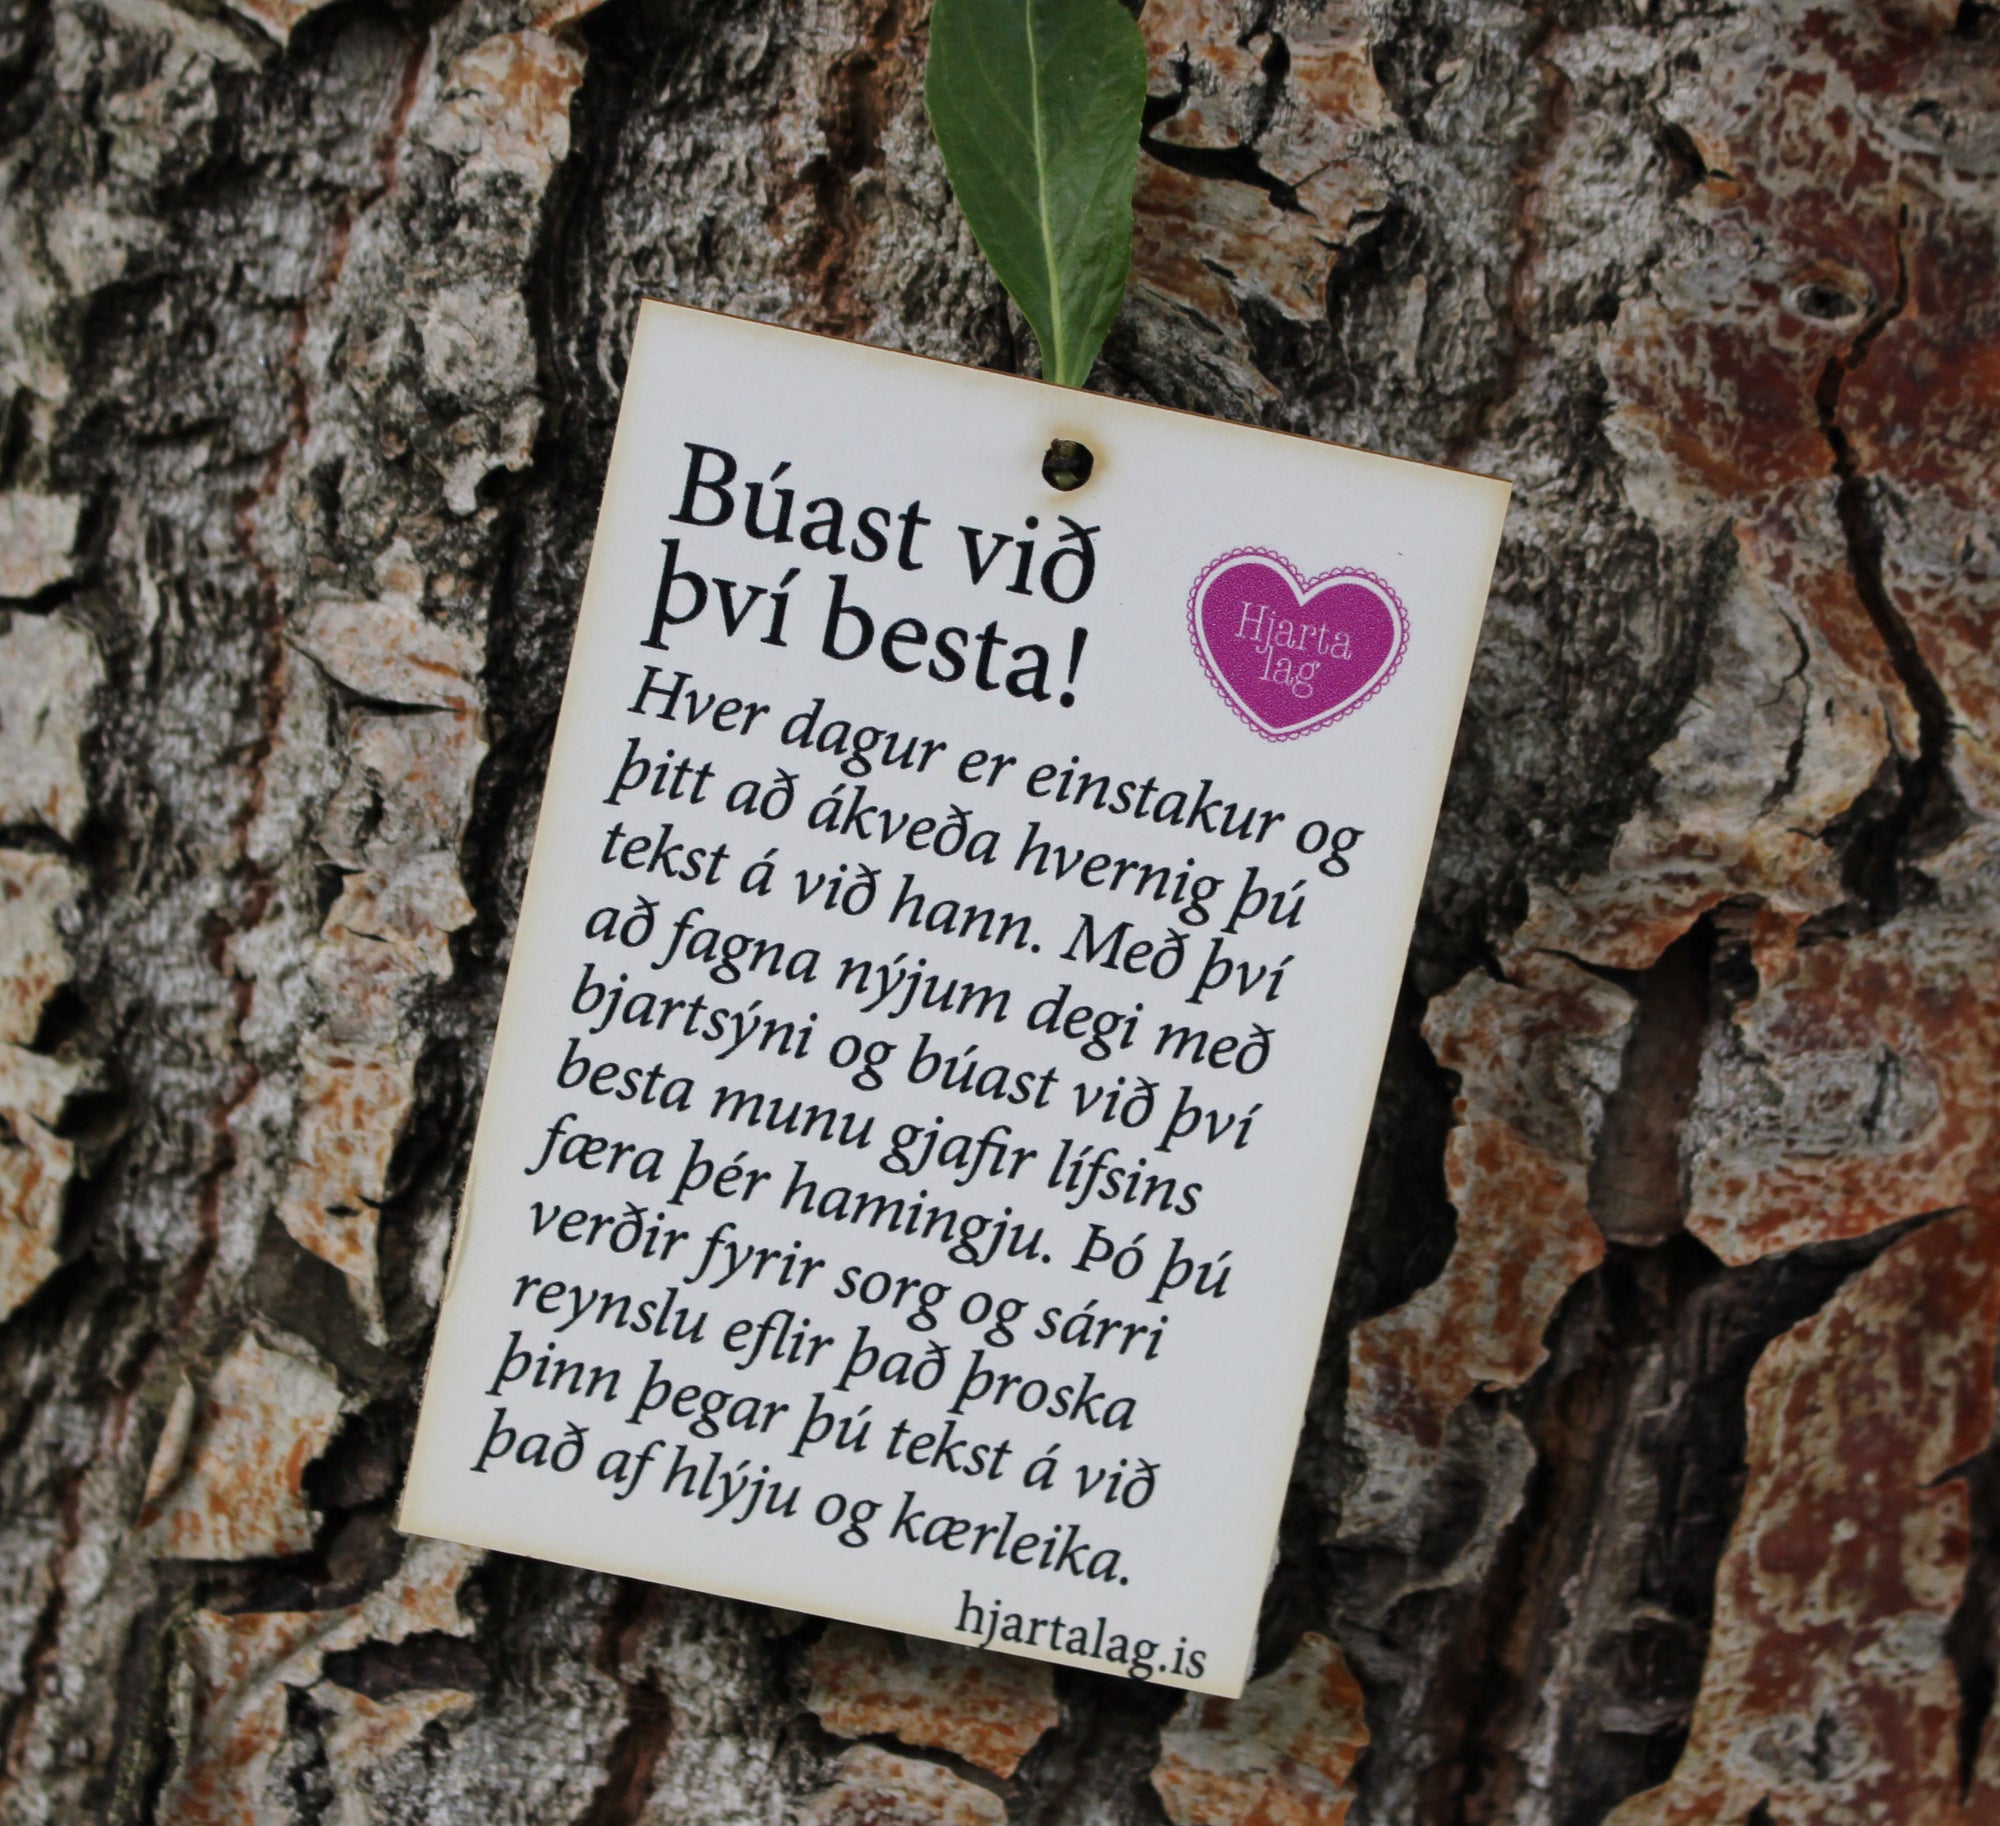 Búast við
því besta!
Hjarta
lag
Hver dagur er einstakur og
þitt að ákveða hvernig þú
tekst á við hann. Með því
að fagna nýjum degi með
bjartsýni og búast við því
besta munu gjafir lífsins
færa þér hamingju. Þó þú
verðir fyrir sorg og sárri
reynslu eflir það þroska
þinn þegar þú tekst á við
það af hlýju og kærleika.
hjartalag.is